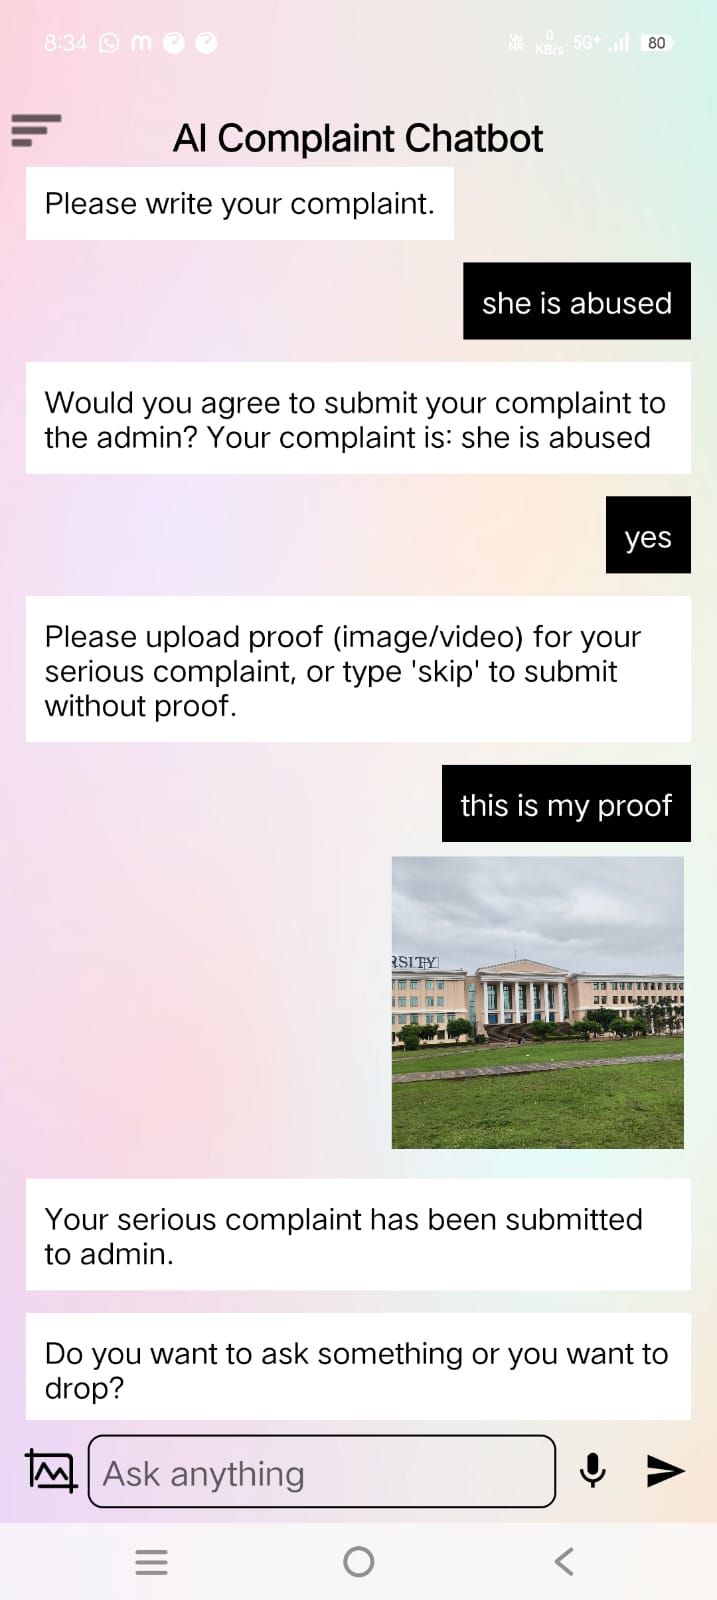 8:34
Vo
NR
0
KB/s
5G+
80
AI Complaint Chatbot
Please write your complaint.
she is abused
Would you agree to submit your complaint to
the admin? Your complaint is: she is abused
yes
Please upload proof (image/video) for your
serious complaint, or type 'skip' to submit
without proof.
this is my proof
RSITY
Your serious complaint has been submitted
to admin.
Do you want to ask something or you want to
drop?
Ask anything